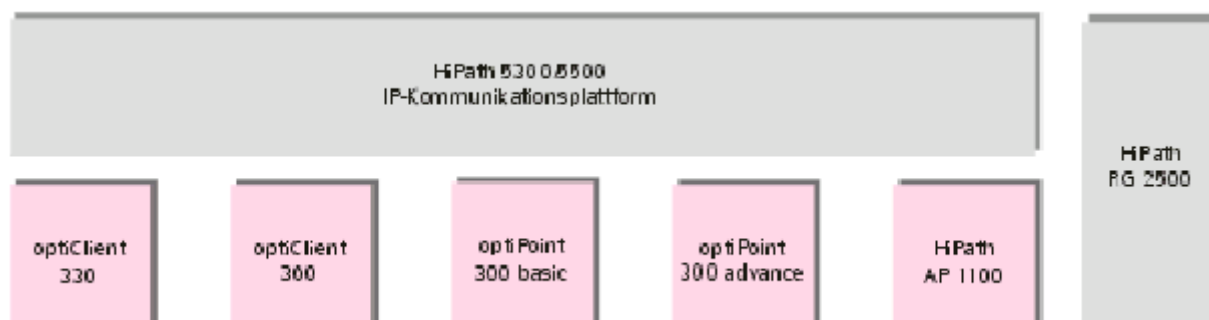 HiPath 5300/5500
IP-Kommunikationsplattform
HiPath
RG 2500
optiClient
330
optiClient
360
optiPoint
300 basic
optiPoint
300 advance
HiPath
AP 1100